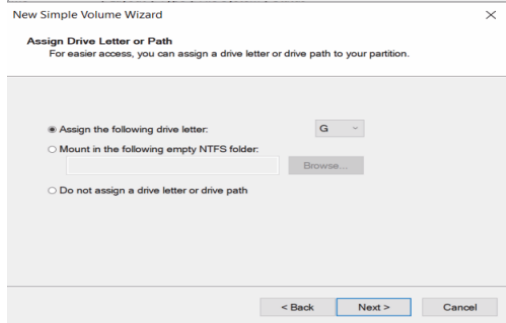 New Simple Volume Wizard
Assign Drive Letter or Path
For easier access, you can assign a drive letter or drive path to your partition.
Assign the following drive letter: G
Mount in the following empty NTFS folder:
Browse...
Do not assign a drive letter or drive path
< Back Next > Cancel